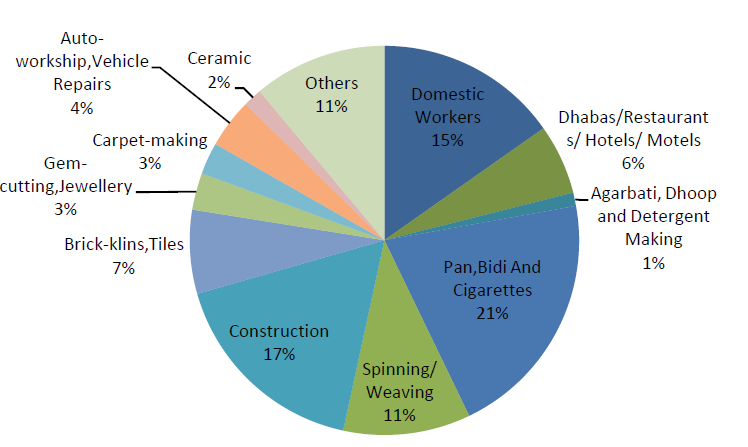 Auto-
workship,Vehicle
Repairs
4%
Ceramic
2%
Others
11%
Domestic
Workers
15%
Dhabas/Restaurant
s/ Hotels/ Motels
6%
Carpet-making
3%
Gem-
cutting,Jewellery
3%
Agarbati, Dhoop
and Detergent
Making
1%
Brick-klins,Tiles
7%
Pan,Bidi And
Cigarettes
21%
Construction
17%
Spinning/
Weaving
11%